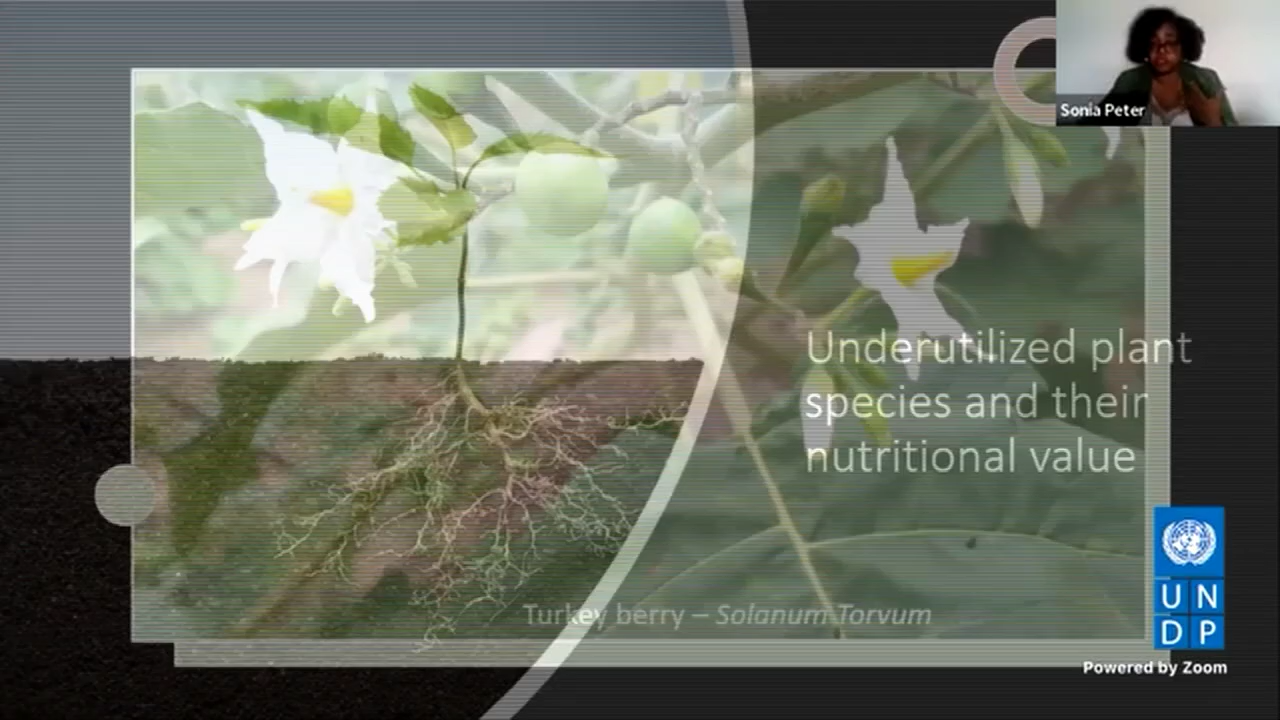 Sonia Peter
Underutilized plant
species and their
nutritional value
Turkey berry – Solanum Torvum
U N
D P
Powered by Zoom